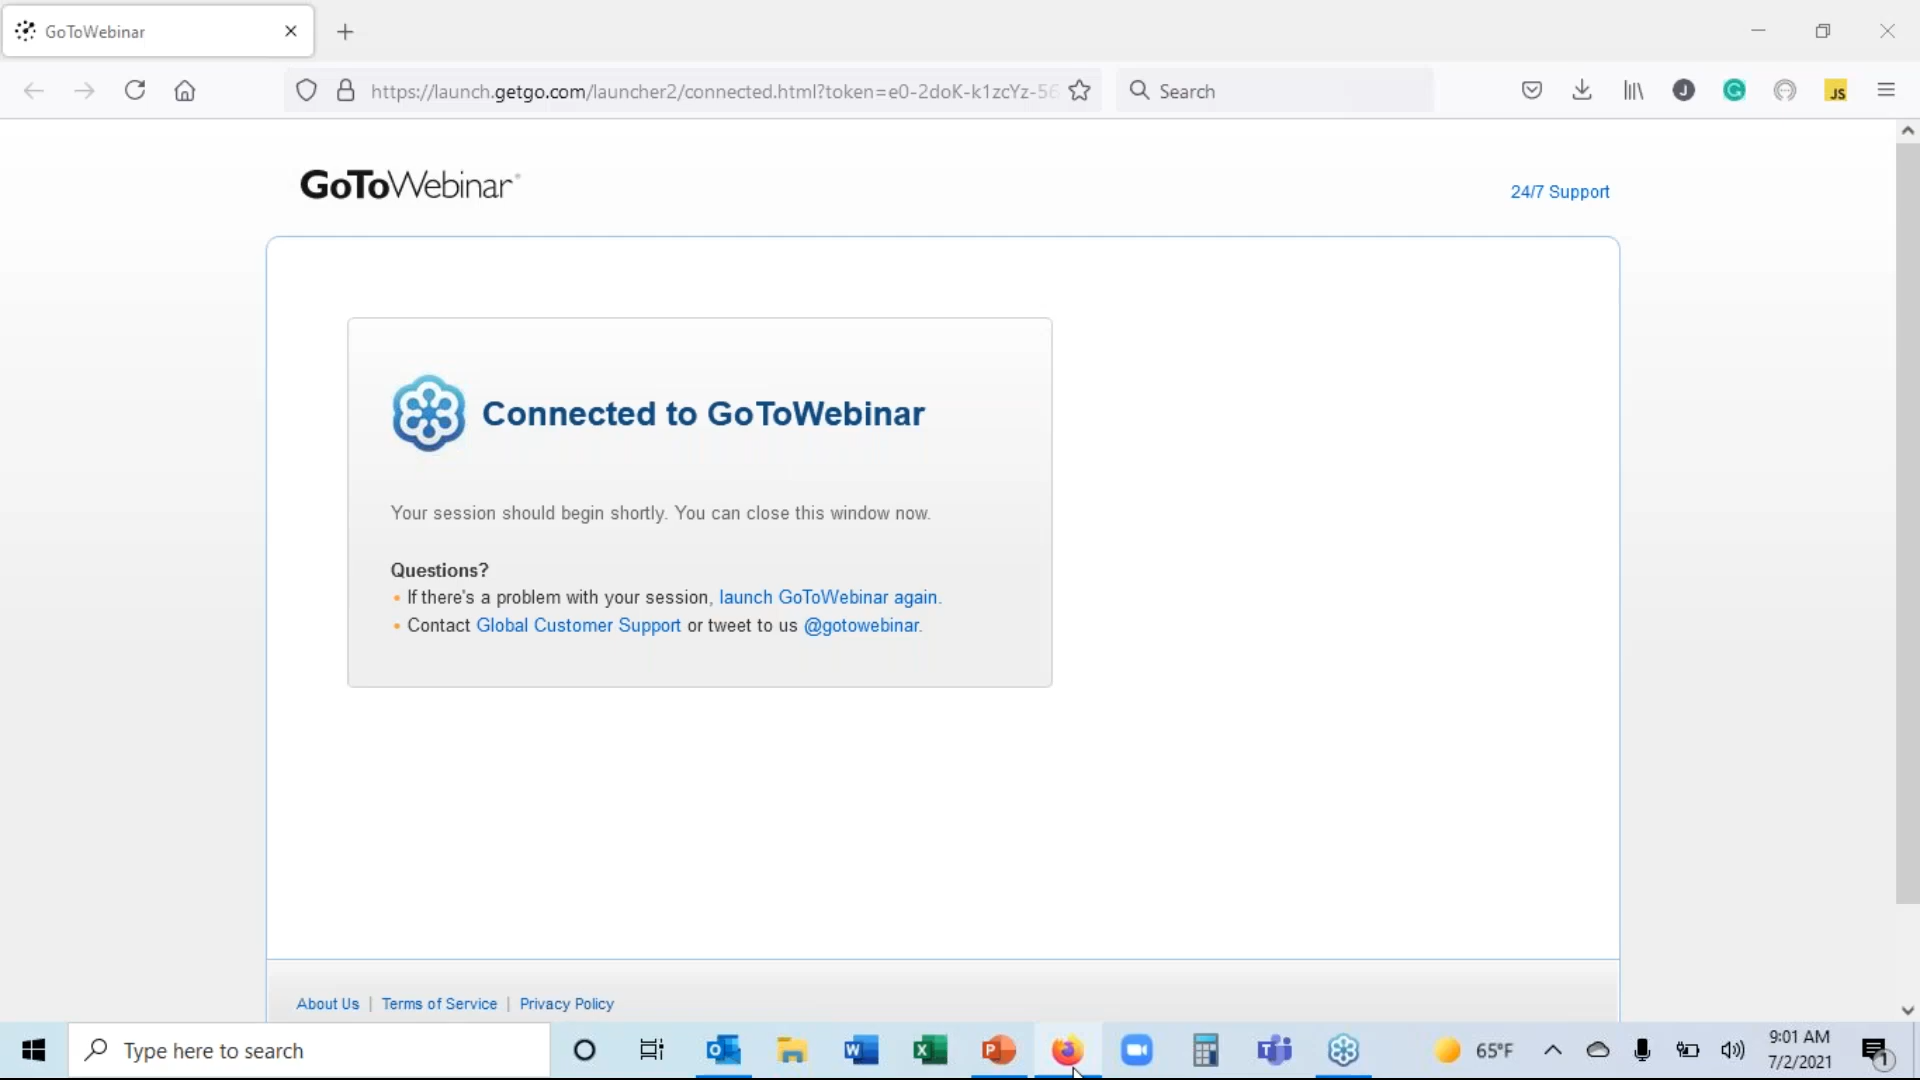 GoToWebinar
https://launch.getgo.com/launcher2/connected.html?token=e0-2doK-k1zcYz-56
Search
J
G
JS
GoToWebinar
24/7 Support
Connected to GoToWebinar
Your session should begin shortly. You can close this window now.
Questions?
• If there's a problem with your session, launch GoToWebinar again.
• Contact Global Customer Support or tweet to us @gotowebinar.
About Us | Terms of Service | Privacy Policy
Type here to search
65°F
9:01 AM
7/2/2021
1